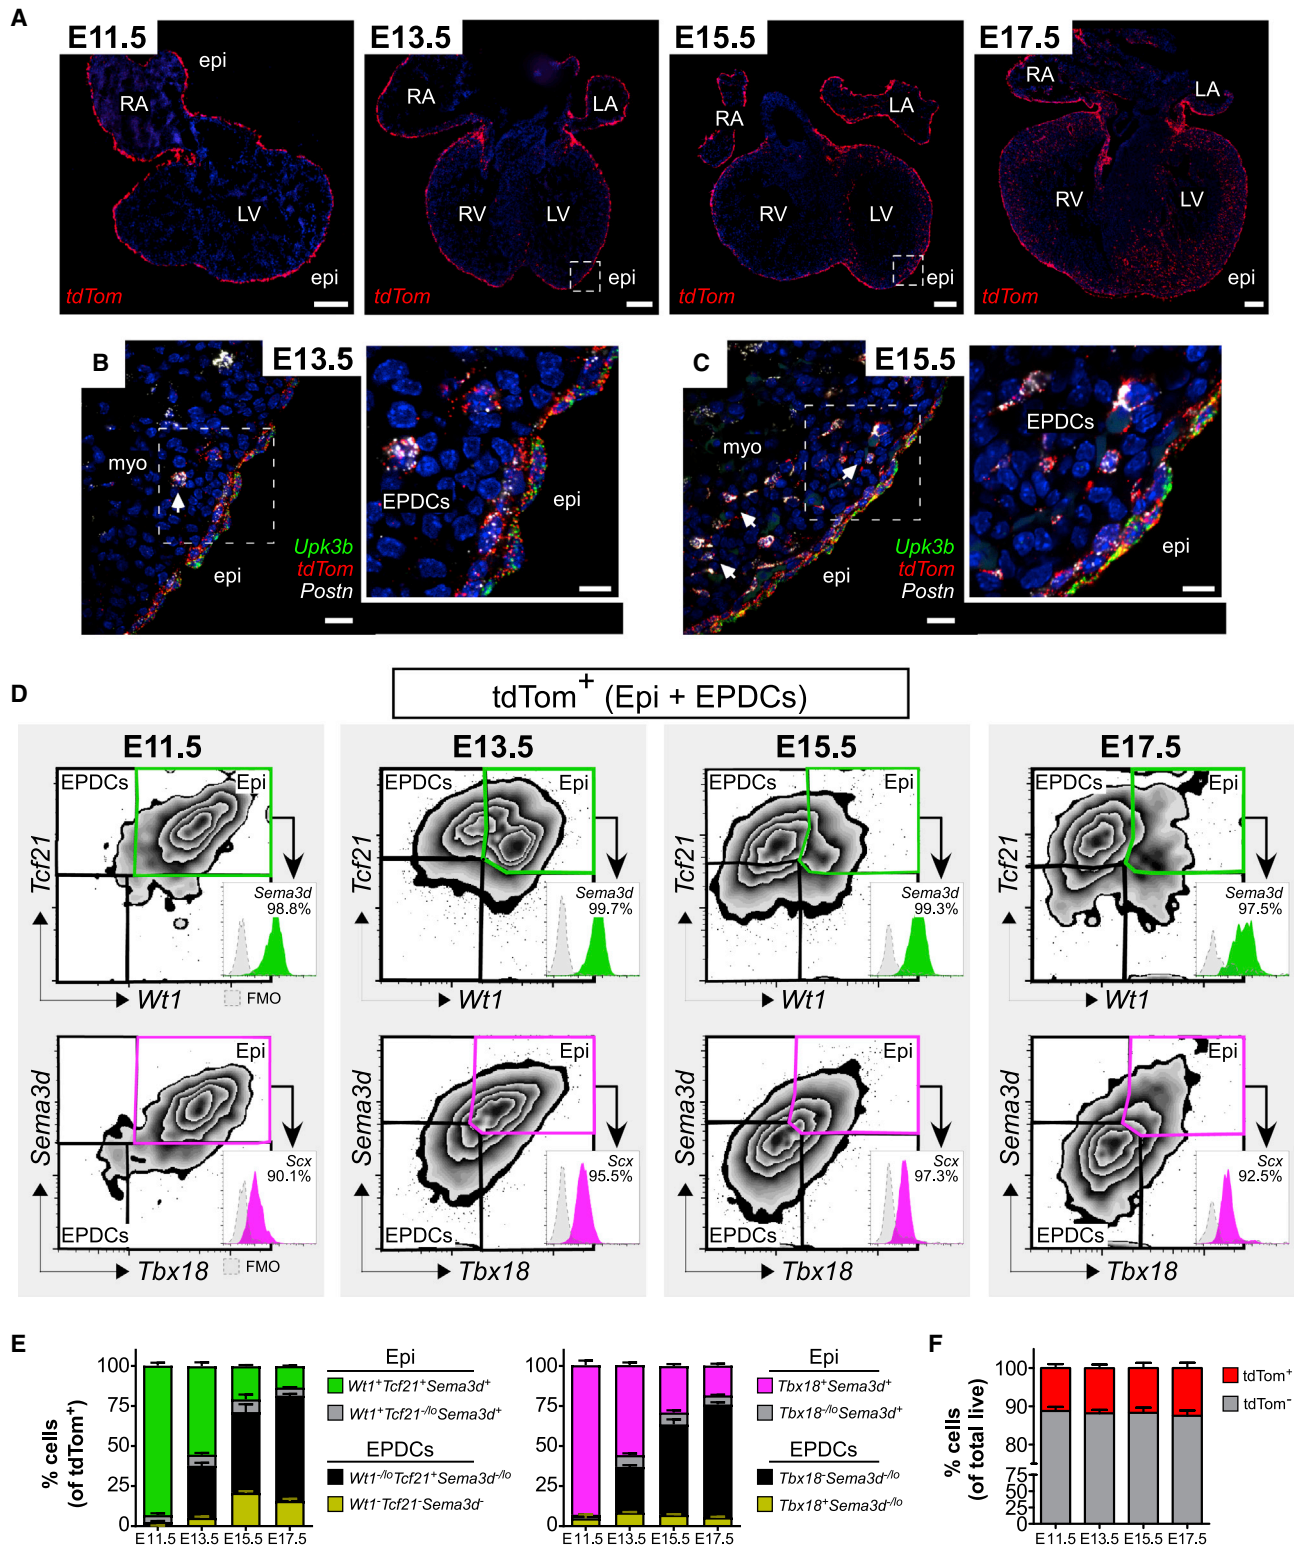 A
E11.5
epi
RA
LV
epi
tdTom
E13.5
RA
LA
RV
LV
epi
tdTom
E15.5
RA
LA
RV
LV
epi
tdTom
E17.5
RA
LA
RV
LV
epi
tdTom
B
E13.5
myo
epi
Upk3b
tdTom
Postn
EPDCs
epi
C
E15.5
myo
epi
Upk3b
tdTom
Postn
EPDCs
epi
D
tdTom⁺ (Epi + EPDCs)
E11.5
E13.5
E15.5
E17.5
EPDCs
Epi
Tcf21
Sema3d
98.8%
Wt1
FMO
EPDCs
Epi
Tcf21
Sema3d
99.7%
Wt1
EPDCs
Epi
Tcf21
Sema3d
99.3%
Wt1
EPDCs
Epi
Tcf21
Sema3d
97.5%
Wt1
Epi
Sema3d
Scx
90.1%
EPDCs
Tbx18
FMO
Epi
Sema3d
Scx
95.5%
EPDCs
Tbx18
Epi
Sema3d
Scx
97.3%
EPDCs
Tbx18
Epi
Sema3d
Scx
92.5%
EPDCs
Tbx18
E
% cells
(of tdTom⁺)
100
75
50
25
0
E11.5 E13.5 E15.5 E17.5
Epi
Wt1⁺Tcf21⁺Sema3d⁺
Wt1⁺Tcf21⁻/ˡᵒSema3d⁺
EPDCs
Wt1⁻/ˡᵒTcf21⁺Sema3d⁻/ˡᵒ
Wt1⁻Tcf21⁻Sema3d⁻
100
75
50
25
0
E11.5 E13.5 E15.5 E17.5
Epi
Tbx18⁺Sema3d⁺
Tbx18⁻/ˡᵒSema3d⁺
EPDCs
Tbx18⁻Sema3d⁻/ˡᵒ
Tbx18⁺Sema3d⁻/ˡᵒ
F
% cells
(of total live)
100
90
80
75
50
25
0
E11.5 E13.5 E15.5 E17.5
tdTom⁺
tdTom⁻